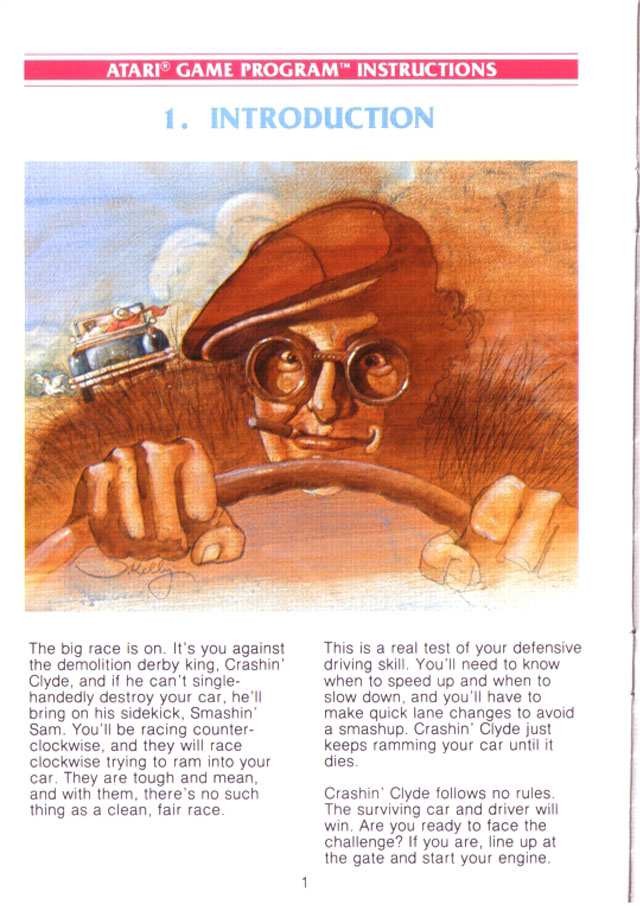 ATARI® GAME PROGRAM™ INSTRUCTIONS
1. INTRODUCTION
The big race is on. It's you against
the demolition derby king, Crashin'
Clyde, and if he can't single-
handedly destroy your car, he'll
bring on his sidekick, Smashin'
Sam. You'll be racing counter-
clockwise, and they will race
clockwise trying to ram into your
car. They are tough and mean,
and with them, there's no such
thing as a clean, fair race.
This is a real test of your defensive
driving skill. You'll need to know
when to speed up and when to
slow down, and you'll have to
make quick lane changes to avoid
a smashup. Crashin' Clyde just
keeps ramming your car until it
dies.
Crashin' Clyde follows no rules.
The surviving car and driver will
win. Are you ready to face the
challenge? If you are, line up at
the gate and start your engine.
1